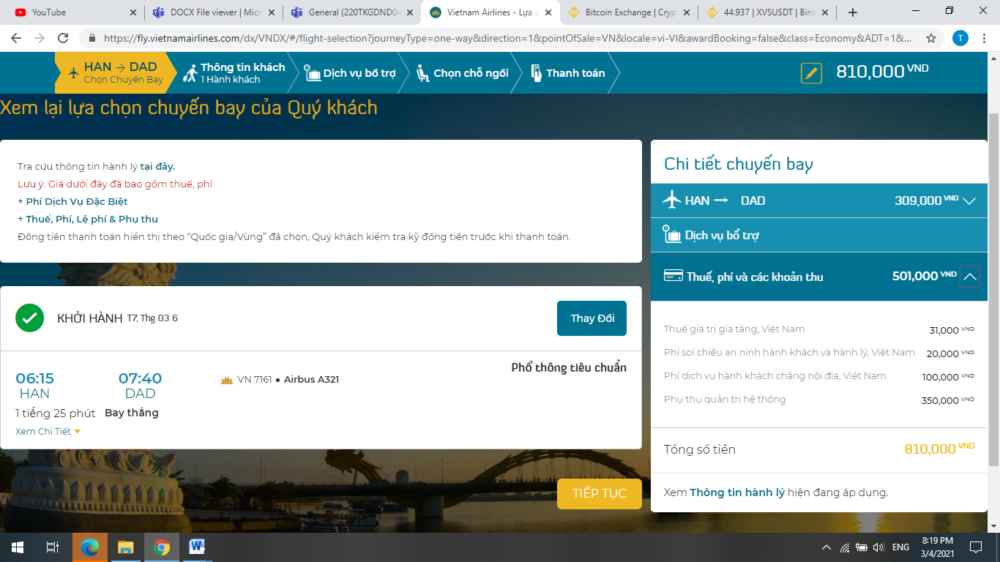 YouTube
DOCX File viewer | Micr
General (220TKGDND04
Vietnam Airlines - Lựa c
Bitcoin Exchange | Cryp
44.937 | XVSUSDT | Bina
https://fly.vietnamairlines.com/dx/VNDX/#/flight-selection?journeyType=one-way&direction=1&pointOfSale=VN&locale=vi-VI&awardBooking=false&class=Economy&ADT=1&...
T
HAN → DAD
Chọn Chuyến Bay
Thông tin khách
1 Hành khách
Dịch vụ bổ trợ
Chọn chỗ ngồi
Thanh toán
810,000 VND
Xem lại lựa chọn chuyến bay của Quý khách
Tra cứu thông tin hành lý tại đây.
Lưu ý: Giá dưới đây đã bao gồm thuế, phí
+ Phí Dịch Vụ Đặc Biệt
+ Thuế, Phí, Lệ phí & Phụ thu
Đồng tiền thanh toán hiển thị theo “Quốc gia/Vùng” đã chọn, Quý khách kiểm tra kỹ đồng tiền trước khi thanh toán.
KHỞI HÀNH T7, Thg 03 6
Thay Đổi
Phổ thông tiêu chuẩn
06:15 07:40
HAN DAD
VN 7161 • Airbus A321
1 tiếng 25 phút Bay thẳng
Xem Chi Tiết
TIẾP TỤC
Chi tiết chuyến bay
HAN → DAD 309,000 VND
Dịch vụ bổ trợ
Thuế, phí và các khoản thu 501,000 VND
Thuế giá trị gia tăng, Việt Nam 31,000 VND
Phí soi chiếu an ninh hành khách và hành lý, Việt Nam 20,000 VND
Phí dịch vụ hành khách chặng nội địa, Việt Nam 100,000 VND
Phụ thu quản trị hệ thống 350,000 VND
Tổng số tiền 810,000 VND
Xem Thông tin hành lý hiện đang áp dụng.
ENG
8:19 PM
3/4/2021